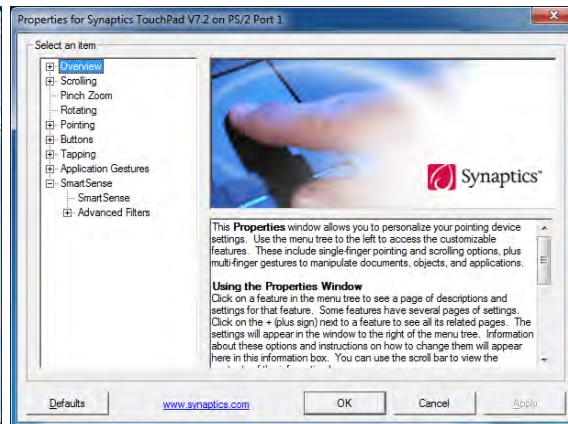 Properties for Synaptics TouchPad V7.2 on PS/2 Port 1
Select an item
Overview
Scrolling
Pinch Zoom
Rotating
Pointing
Buttons
Tapping
Application Gestures
SmartSense
SmartSense
Advanced Filters
Synaptics™
This Properties window allows you to personalize your pointing device
settings. Use the menu tree to the left to access the customizable
features. These include single-finger pointing and scrolling options, plus
multi-finger gestures to manipulate documents, objects, and applications.
Using the Properties Window
Click on a feature in the menu tree to see a page of descriptions and
settings for that feature. Some features have several pages of settings.
Click on the + (plus sign) next to a feature to see all its related pages. The
settings will appear in the window to the right of the menu tree. Information
about these options and instructions on how to change them will appear
here in this information box. You can use the scroll bar to view the
Defaults
www.synaptics.com
OK
Cancel
Apply